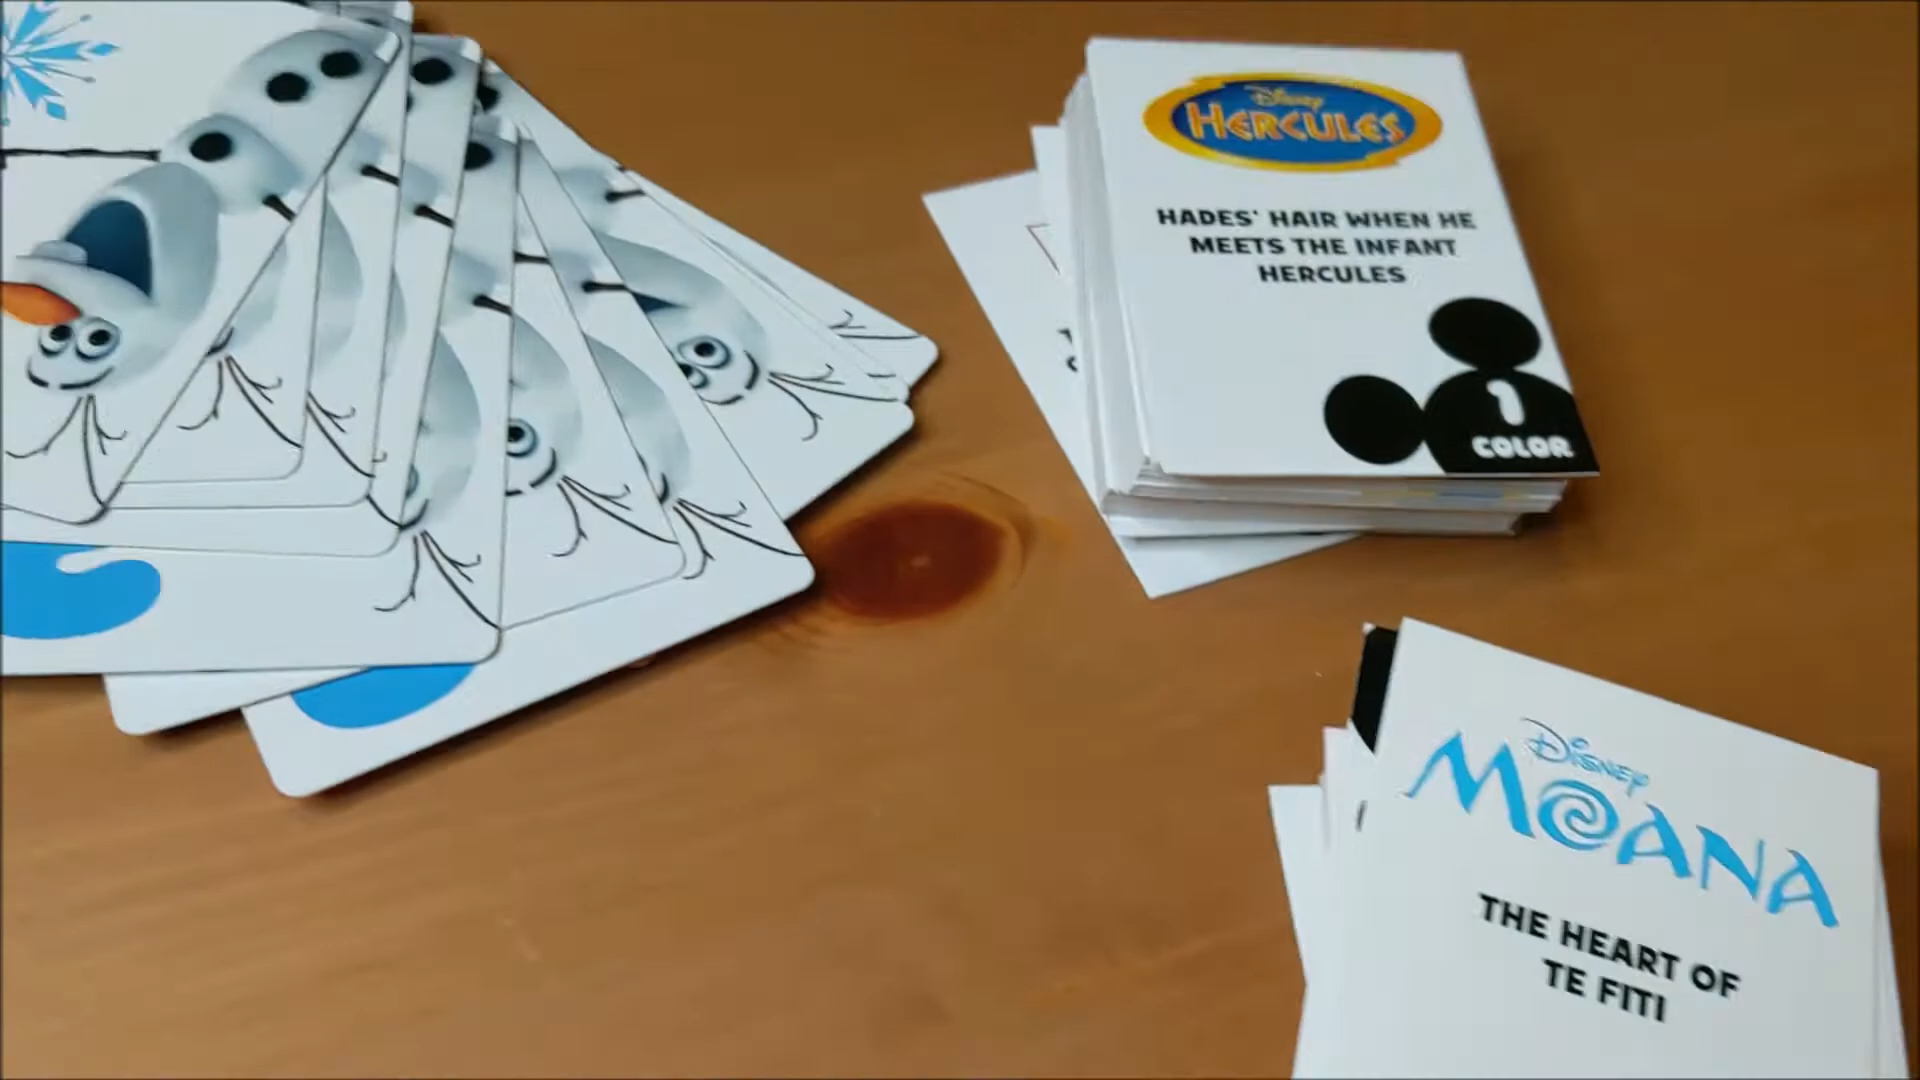 Disney
HERCULES
HADES' HAIR WHEN HE
MEETS THE INFANT
HERCULES
1
COLOR
DISNEY
MOANA
THE HEART OF
TE FITI